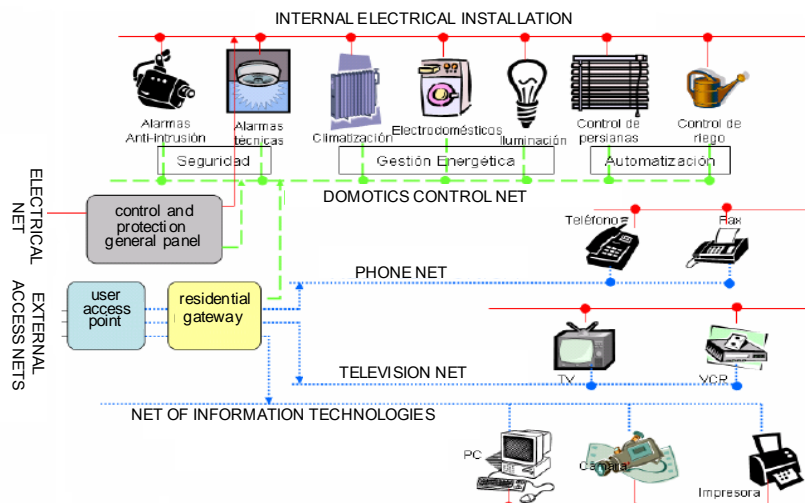 INTERNAL ELECTRICAL INSTALLATION
Alarmas
Anti-intrusión
Alarmas
técnicas
Climatización
Electrodomésticos
Iluminación
Control de
persianas
Control de
riego
Seguridad
Gestión Energética
Automatización
DOMOTICS CONTROL NET
ELECTRICAL
NET
control and
protection
general panel
Teléfono
Fax
PHONE NET
EXTERNAL
ACCESS NETS
user
access
point
residential
gateway
TELEVISION NET
TV
VCR
NET OF INFORMATION TECHNOLOGIES
PC
Cámara
Impresora